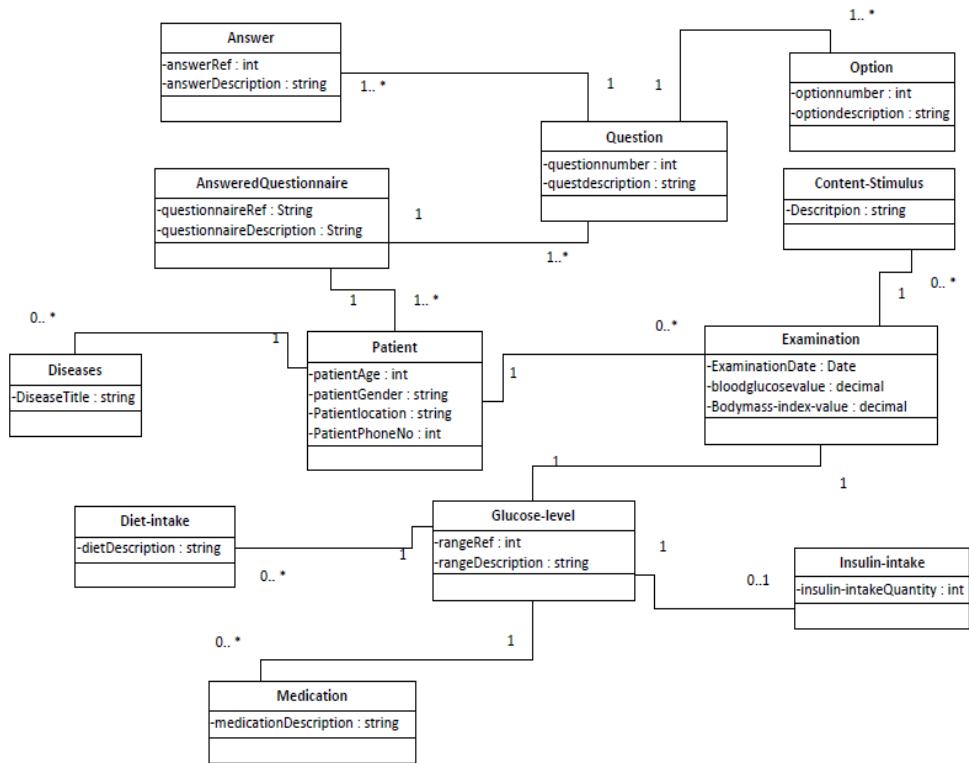 Answer
-answerRef : int
-answerDescription : string
1.. *
1
1
1..*
Option
-optionnumber : int
-optiondescription : string
Question
-questionnumber : int
-questdescription : string
AnsweredQuestionnaire
-questionnaireRef : String
-questionnaireDescription : String
1
1..*
Content-Stimulus
-Descritpion : string
0.. *
1
1
1.. *
0.. *
1
Diseases
-DiseaseTitle : string
Patient
-patientAge : int
-patientGender : string
-Patientlocation : string
-PatientPhoneNo : int
0..*
1
Examination
-ExaminationDate : Date
-bloodglucosevalue : decimal
-Bodymass-index-value : decimal
1
1
Diet-intake
-dietDescription : string
0.. *
1
Glucose-level
-rangeRef : int
-rangeDescription : string
1
0..1
Insulin-intake
-insulin-intakeQuantity : int
0.. *
1
Medication
-medicationDescription : string